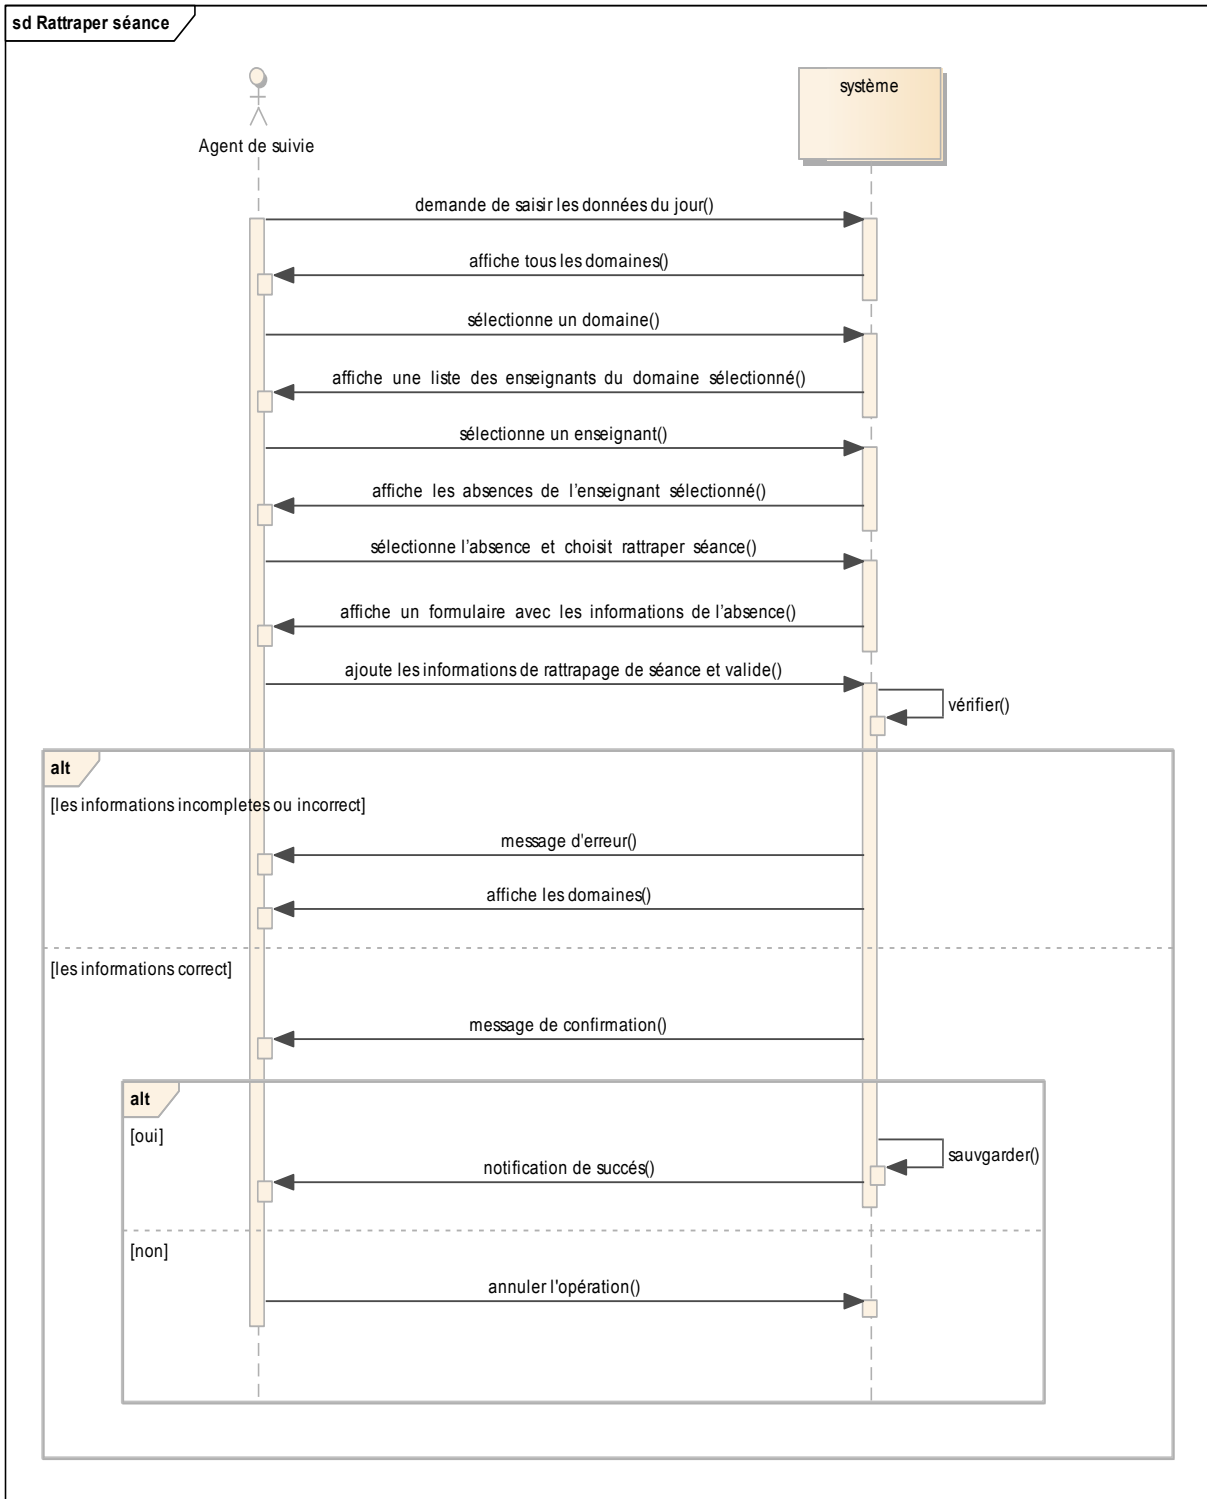 sd Rattraper séance
Agent de suivie
système
demande de saisir les données du jour()
affiche tous les domaines()
sélectionne un domaine()
affiche une liste des enseignants du domaine sélectionné()
sélectionne un enseignant()
affiche les absences de l'enseignant sélectionné()
sélectionne l'absence et choisit rattraper séance()
affiche un formulaire avec les informations de l'absence()
ajoute les informations de rattrapage de séance et valide()
vérifier()
alt
[les informations incompletes ou incorrect]
message d'erreur()
affiche les domaines()
[les informations correct]
message de confirmation()
alt
[oui]
sauvgarder()
notification de succés()
[non]
annuler l'opération()